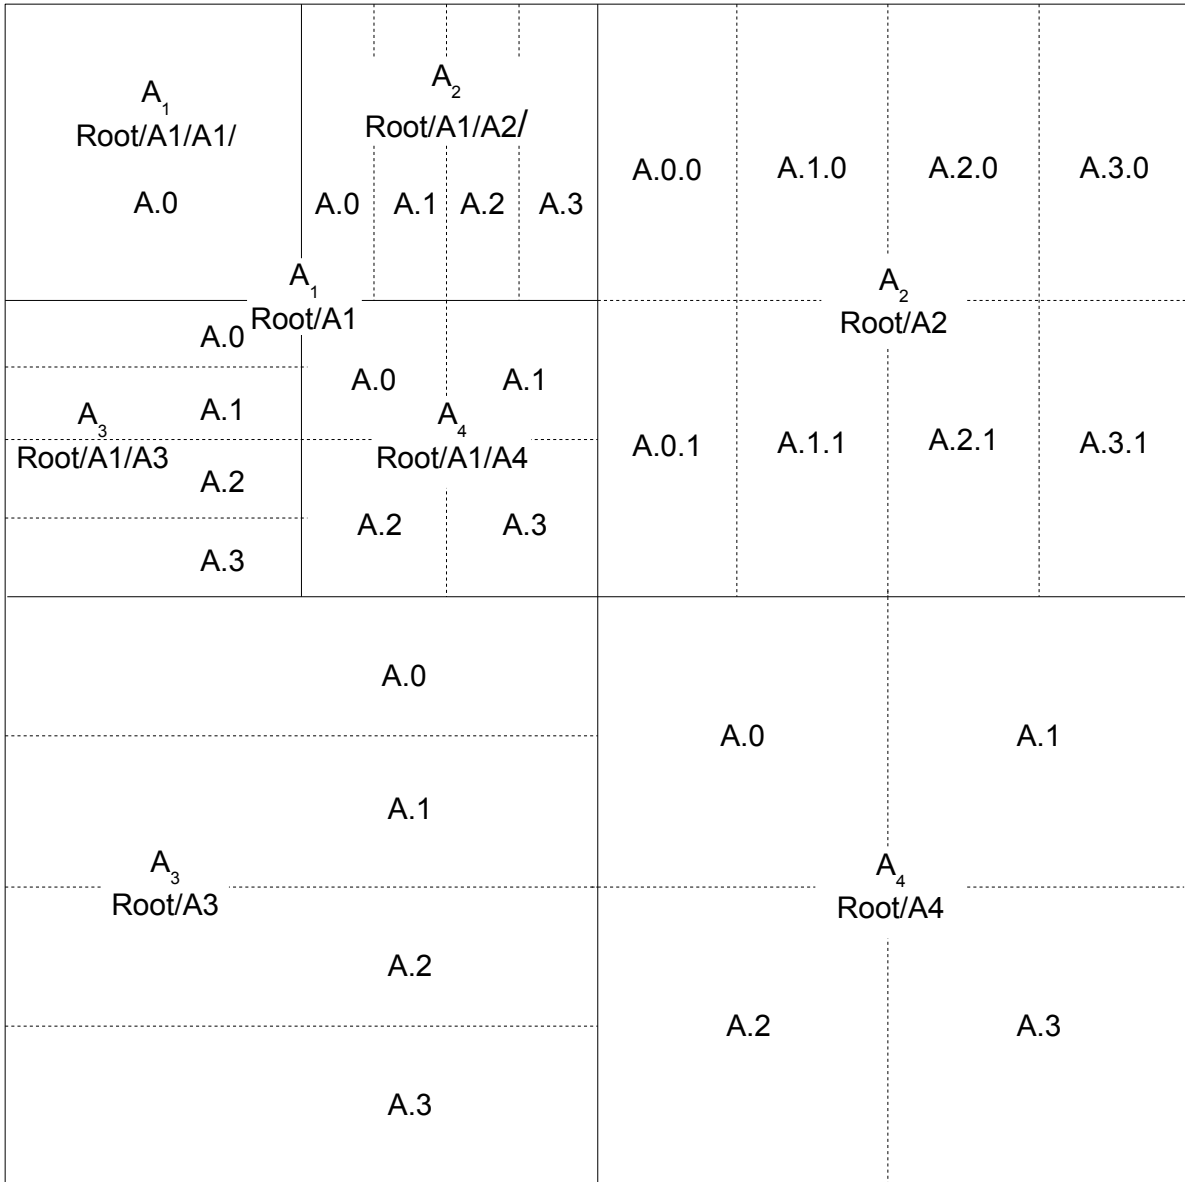 A₁
Root/A1/A1/
A.0
A₂
Root/A1/A2/
A.0 A.1 A.2 A.3
A₁
Root/A1
A.0
A.1
A₃
Root/A1/A3
A.2
A.3
A.0 A.1
A₄
Root/A1/A4
A.2 A.3
A.0.0 A.1.0 A.2.0 A.3.0
A₂
Root/A2
A.0.1 A.1.1 A.2.1 A.3.1
A.0
A.1
A₃
Root/A3
A.2
A.3
A.0 A.1
A₄
Root/A4
A.2 A.3